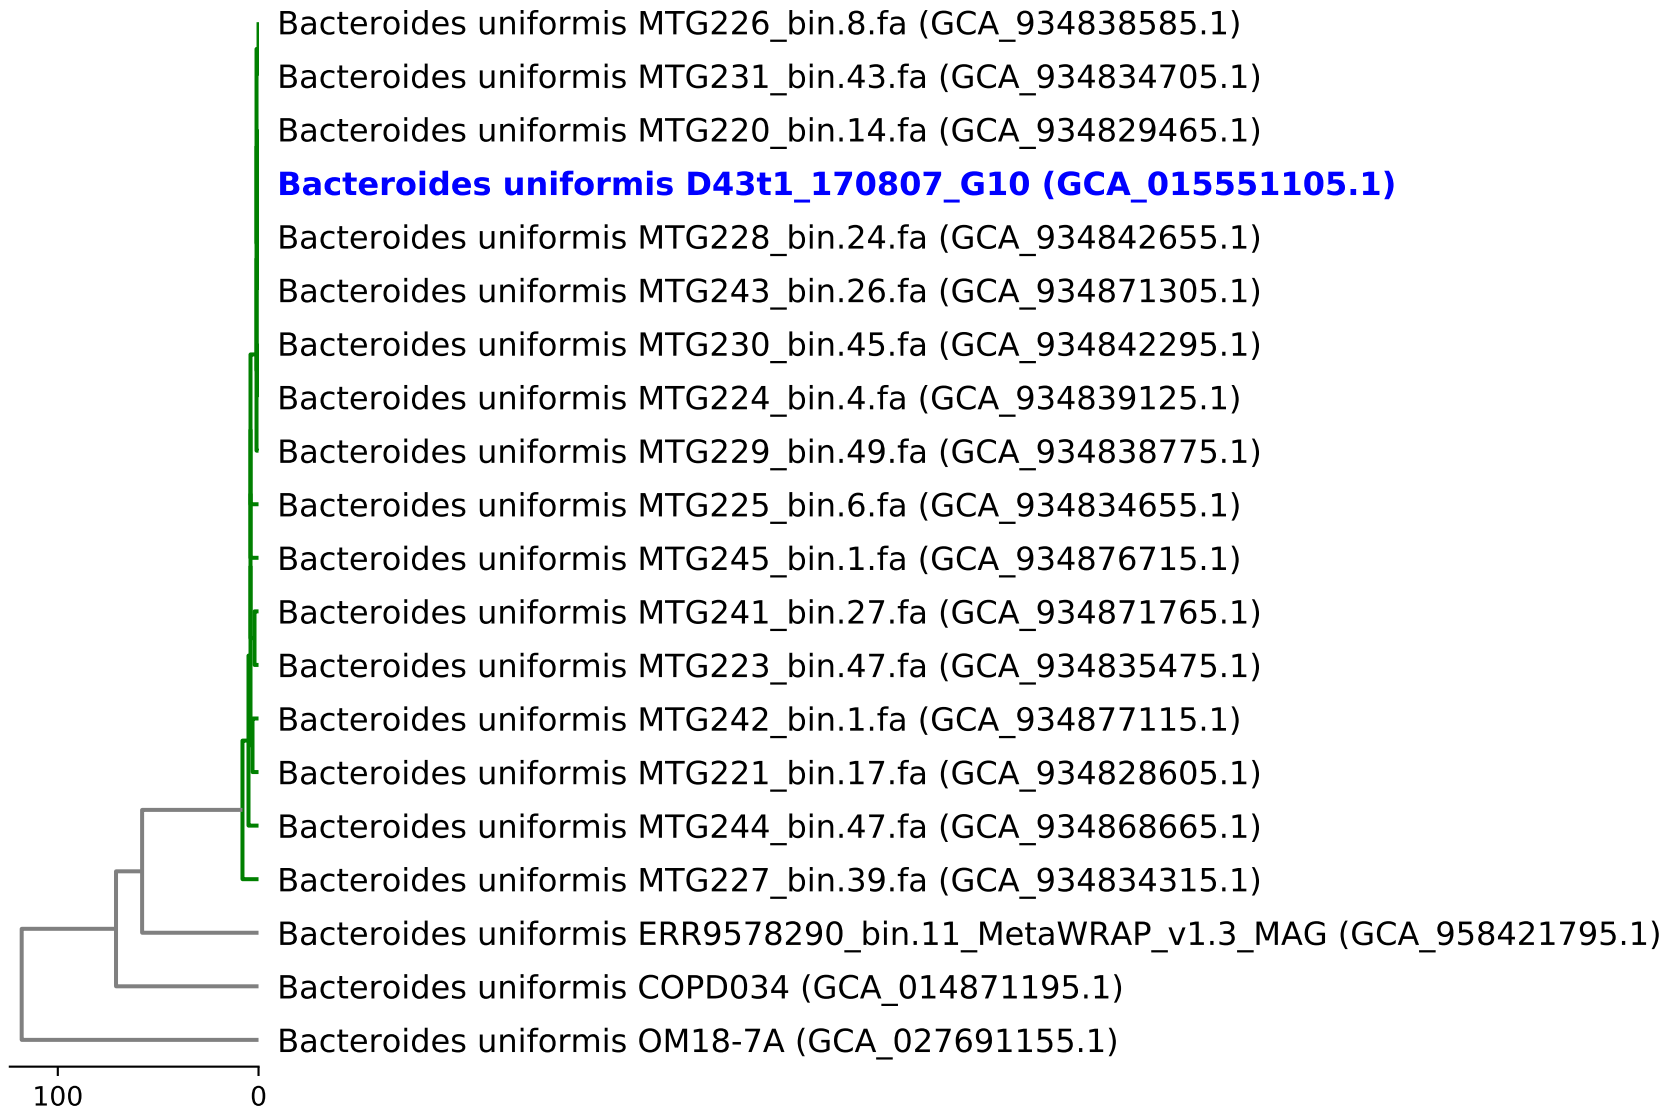 Bacteroides uniformis MTG226_bin.8.fa (GCA_934838585.1)
Bacteroides uniformis MTG231_bin.43.fa (GCA_934834705.1)
Bacteroides uniformis MTG220_bin.14.fa (GCA_934829465.1)
Bacteroides uniformis D43t1_170807_G10 (GCA_015551105.1)
Bacteroides uniformis MTG228_bin.24.fa (GCA_934842655.1)
Bacteroides uniformis MTG243_bin.26.fa (GCA_934871305.1)
Bacteroides uniformis MTG230_bin.45.fa (GCA_934842295.1)
Bacteroides uniformis MTG224_bin.4.fa (GCA_934839125.1)
Bacteroides uniformis MTG229_bin.49.fa (GCA_934838775.1)
Bacteroides uniformis MTG225_bin.6.fa (GCA_934834655.1)
Bacteroides uniformis MTG245_bin.1.fa (GCA_934876715.1)
Bacteroides uniformis MTG241_bin.27.fa (GCA_934871765.1)
Bacteroides uniformis MTG223_bin.47.fa (GCA_934835475.1)
Bacteroides uniformis MTG242_bin.1.fa (GCA_934877115.1)
Bacteroides uniformis MTG221_bin.17.fa (GCA_934828605.1)
Bacteroides uniformis MTG244_bin.47.fa (GCA_934868665.1)
Bacteroides uniformis MTG227_bin.39.fa (GCA_934834315.1)
Bacteroides uniformis ERR9578290_bin.11_MetaWRAP_v1.3_MAG (GCA_958421795.1)
Bacteroides uniformis COPD034 (GCA_014871195.1)
Bacteroides uniformis OM18-7A (GCA_027691155.1)
100 0